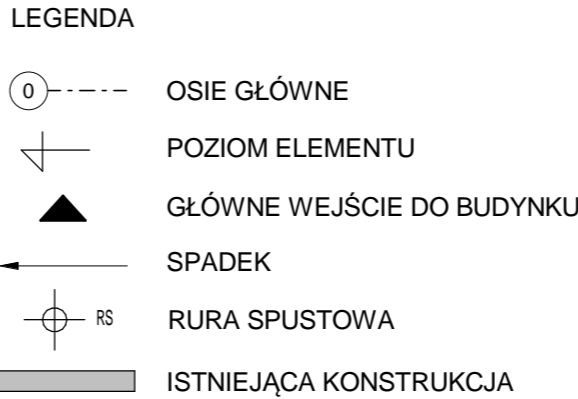 LEGENDA
0 OSIE GŁÓWNE
POZIOM ELEMENTU
GŁÓWNE WEJŚCIE DO BUDYNKU
SPADEK
RS RURA SPUSTOWA
ISTNIEJĄCA KONSTRUKCJA